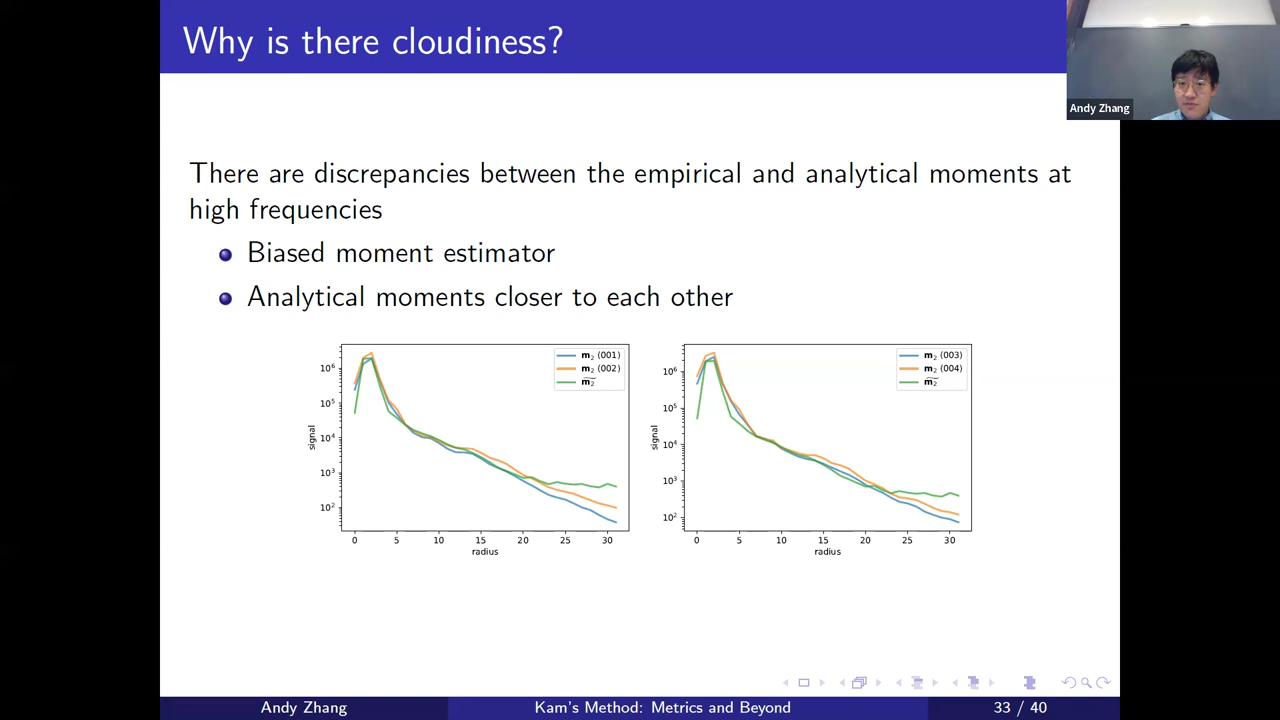 Why is there cloudiness?
Andy Zhang
There are discrepancies between the empirical and analytical moments at
high frequencies
Biased moment estimator
Analytical moments closer to each other
m₂ (001)
m₂ (002)
m̃₂
10⁶
10⁵
10⁴
10³
10²
signal
0 5 10 15 20 25 30
radius
m₂ (003)
m₂ (004)
m̃₂
10⁶
10⁵
10⁴
10³
10²
signal
0 5 10 15 20 25 30
radius
Andy Zhang
Kam's Method: Metrics and Beyond
33 / 40